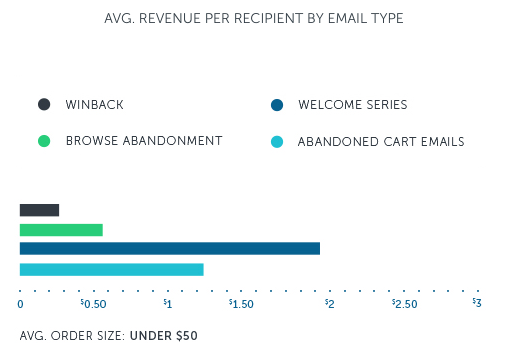 AVG. REVENUE PER RECIPIENT BY EMAIL TYPE
WINBACK
WELCOME SERIES
BROWSE ABANDONMENT
ABANDONED CART EMAILS
0 $0.50 $1 $1.50 $2 $2.50 $3
AVG. ORDER SIZE: UNDER $50